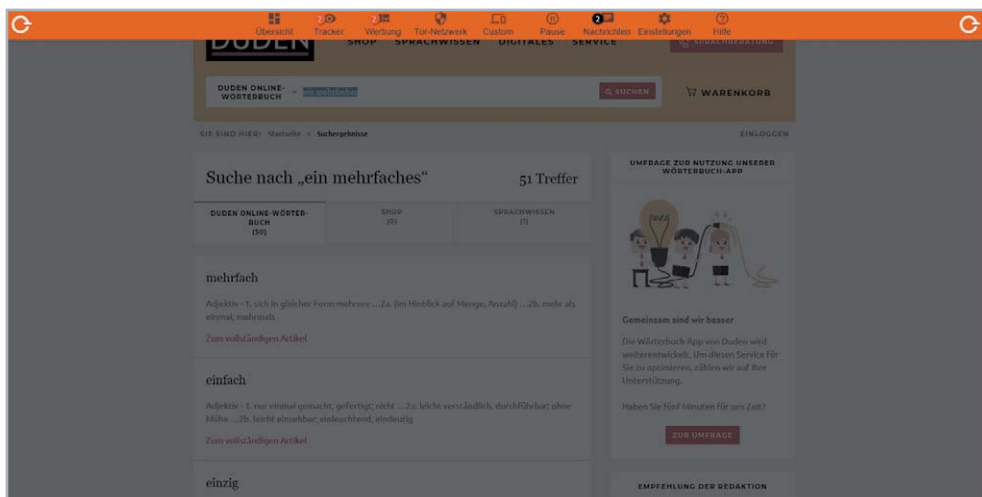 2 2 2
Übersicht Tracker Werbung Tor-Netzwerk Custom Pause Nachrichten Einstellungen Hilfe
DUDEN
SHOP SPRACHWISSEN DIGITALES SERVICE
SPRACHBERATUNG
DUDEN ONLINE-
WÖRTERBUCH
ein mehrfaches
SUCHEN
WARENKORB
SIE SIND HIER: Startseite > Suchergebnisse
EINLOGGEN
Suche nach „ein mehrfaches“ 51 Treffer
DUDEN ONLINE-WÖRTER-
BUCH
(50)
SHOP
(0)
SPRACHWISSEN
(1)
mehrfach
Adjektiv - 1. sich in gleicher Form mehrere …2a. (im Hinblick auf Menge, Anzahl) …2b. mehr als
einmal; mehrmals
Zum vollständigen Artikel
einfach
Adjektiv - 1. nur einmal gemacht, gefertigt; nicht …2a. leicht verständlich, durchführbar; ohne
Mühe …2b. leicht einsehbar; einleuchtend, eindeutig
Zum vollständigen Artikel
einzig
UMFRAGE ZUR NUTZUNG UNSERER
WÖRTERBUCH-APP
Gemeinsam sind wir besser
Die Wörterbuch-App von Duden wird
weiterentwickelt. Um diesen Service für
Sie zu optimieren, zählen wir auf Ihre
Unterstützung.
Haben Sie fünf Minuten für uns Zeit?
ZUR UMFRAGE
EMPFEHLUNG DER REDAKTION